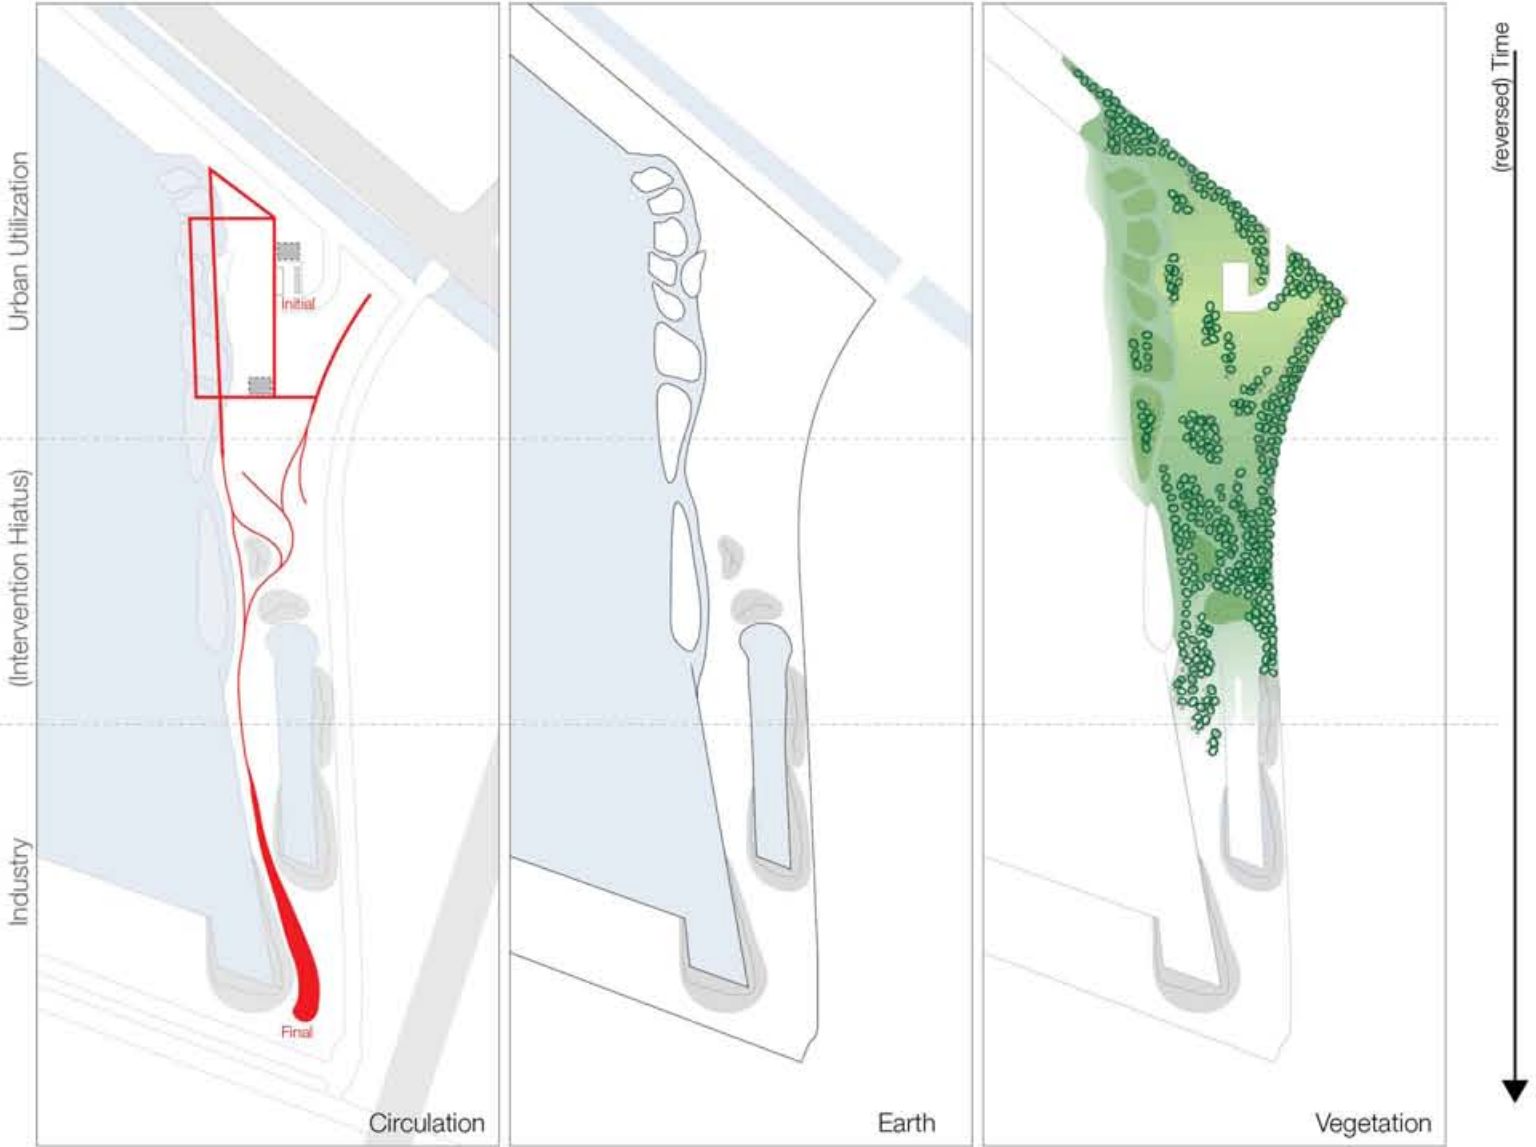 (reversed) Time
Urban Utilization
(Intervention Hiatus)
Industry
Initial
Final
Circulation
Earth
Vegetation